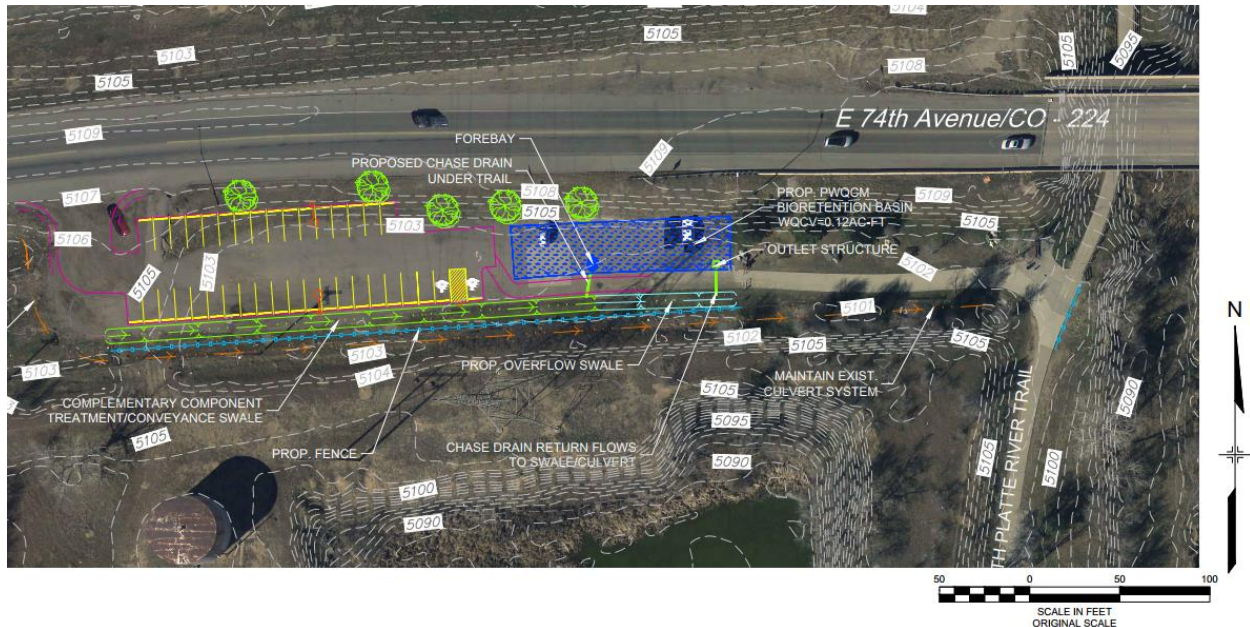 5104
5103
5105
5105
5095
5105
5108
5109
E 74th Avenue/CO - 224
FOREBAY
PROPOSED CHASE DRAIN
UNDER TRAIL
5109
5107
5108
5105
PROP. PWQCM
BIORETENTION BASIN
WQCV=0.12AC-FT
5109
5105
5106
5103
OUTLET STRUCTURE
5103
5105
5102
5101
5103
5103
5102
5105
5105
5104
PROP. OVERFLOW SWALE
MAINTAIN EXIST.
CULVERT SYSTEM
COMPLEMENTARY COMPONENT
TREATMENT/CONVEYANCE SWALE
5105
5105
5095
5090
PROP. FENCE
CHASE DRAIN RETURN FLOWS
TO SWALE/CULVERT
5090
5100
5090
5105
5100
TH PLATTE RIVER TRAIL
N
50 0 50 100
SCALE IN FEET
ORIGINAL SCALE